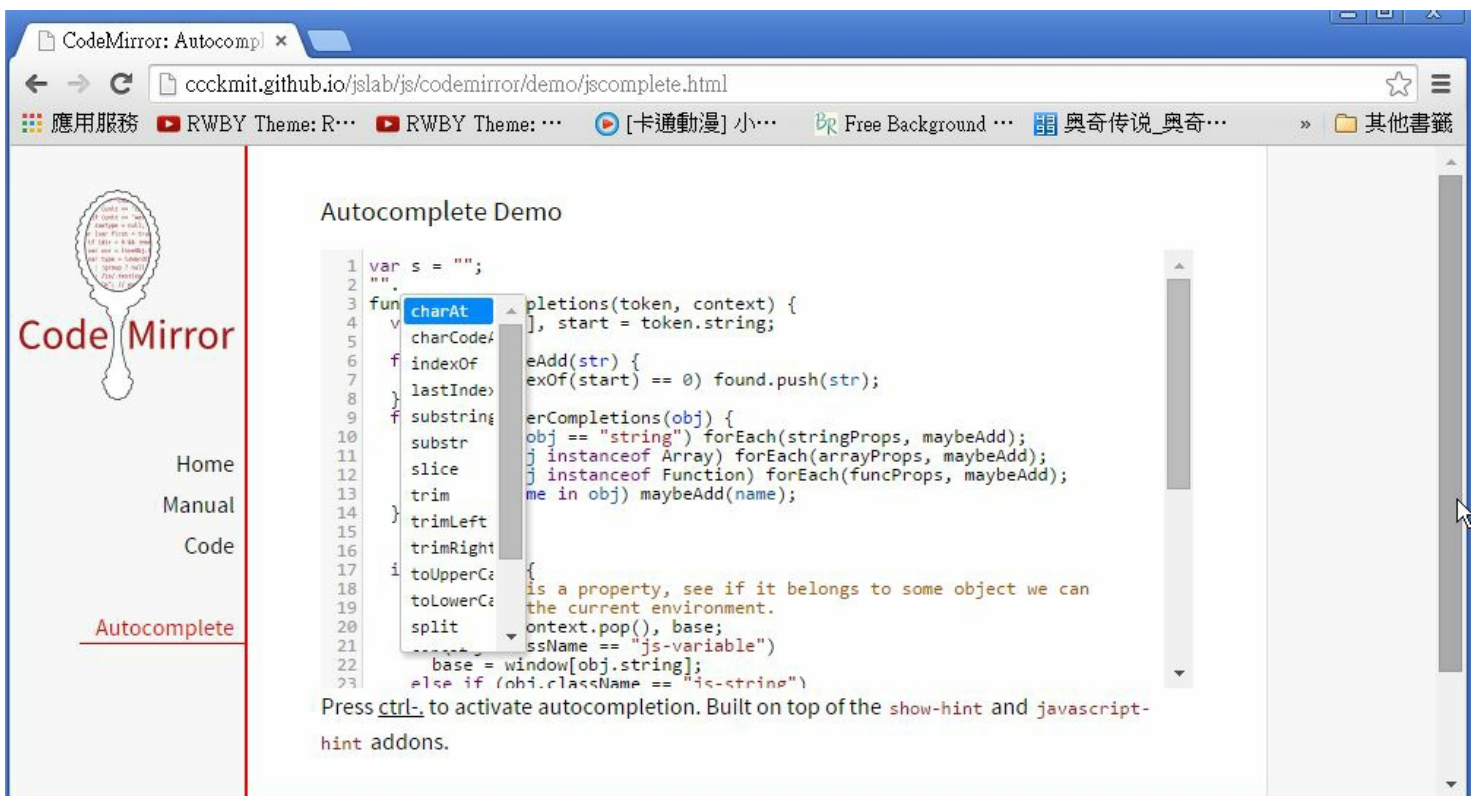 CodeMirror: Autocompl
ccckmit.github.io/jslab/js/codemirror/demo/jscomplete.html
應用服務 RWBY Theme: R… RWBY Theme: … [卡通動漫] 小… Free Background … 奥奇传说_奥奇… » 其他書籤
Code Mirror
Home
Manual
Code
Autocomplete
Autocomplete Demo
1 var s = "";
2 "".
3 fun pletions(token, context) {
4 v ], start = token.string;
5
6 f eAdd(str) {
7 exOf(start) == 0) found.push(str);
8 }
9 f erCompletions(obj) {
10 obj == "string") forEach(stringProps, maybeAdd);
11 j instanceof Array) forEach(arrayProps, maybeAdd);
12 j instanceof Function) forEach(funcProps, maybeAdd);
13 me in obj) maybeAdd(name);
14 }
15
16
17 i {
18 is a property, see if it belongs to some object we can
19 the current environment.
20 ontext.pop(), base;
21 ssName == "js-variable")
22 base = window[obj.string];
23 else if (obj.className == "js-string")
charAt
charCodeA
indexOf
lastIndex
substring
substr
slice
trim
trimLeft
trimRight
toUpperCa
toLowerCa
split
Press ctrl-. to activate autocompletion. Built on top of the show-hint and javascript-
hint addons.